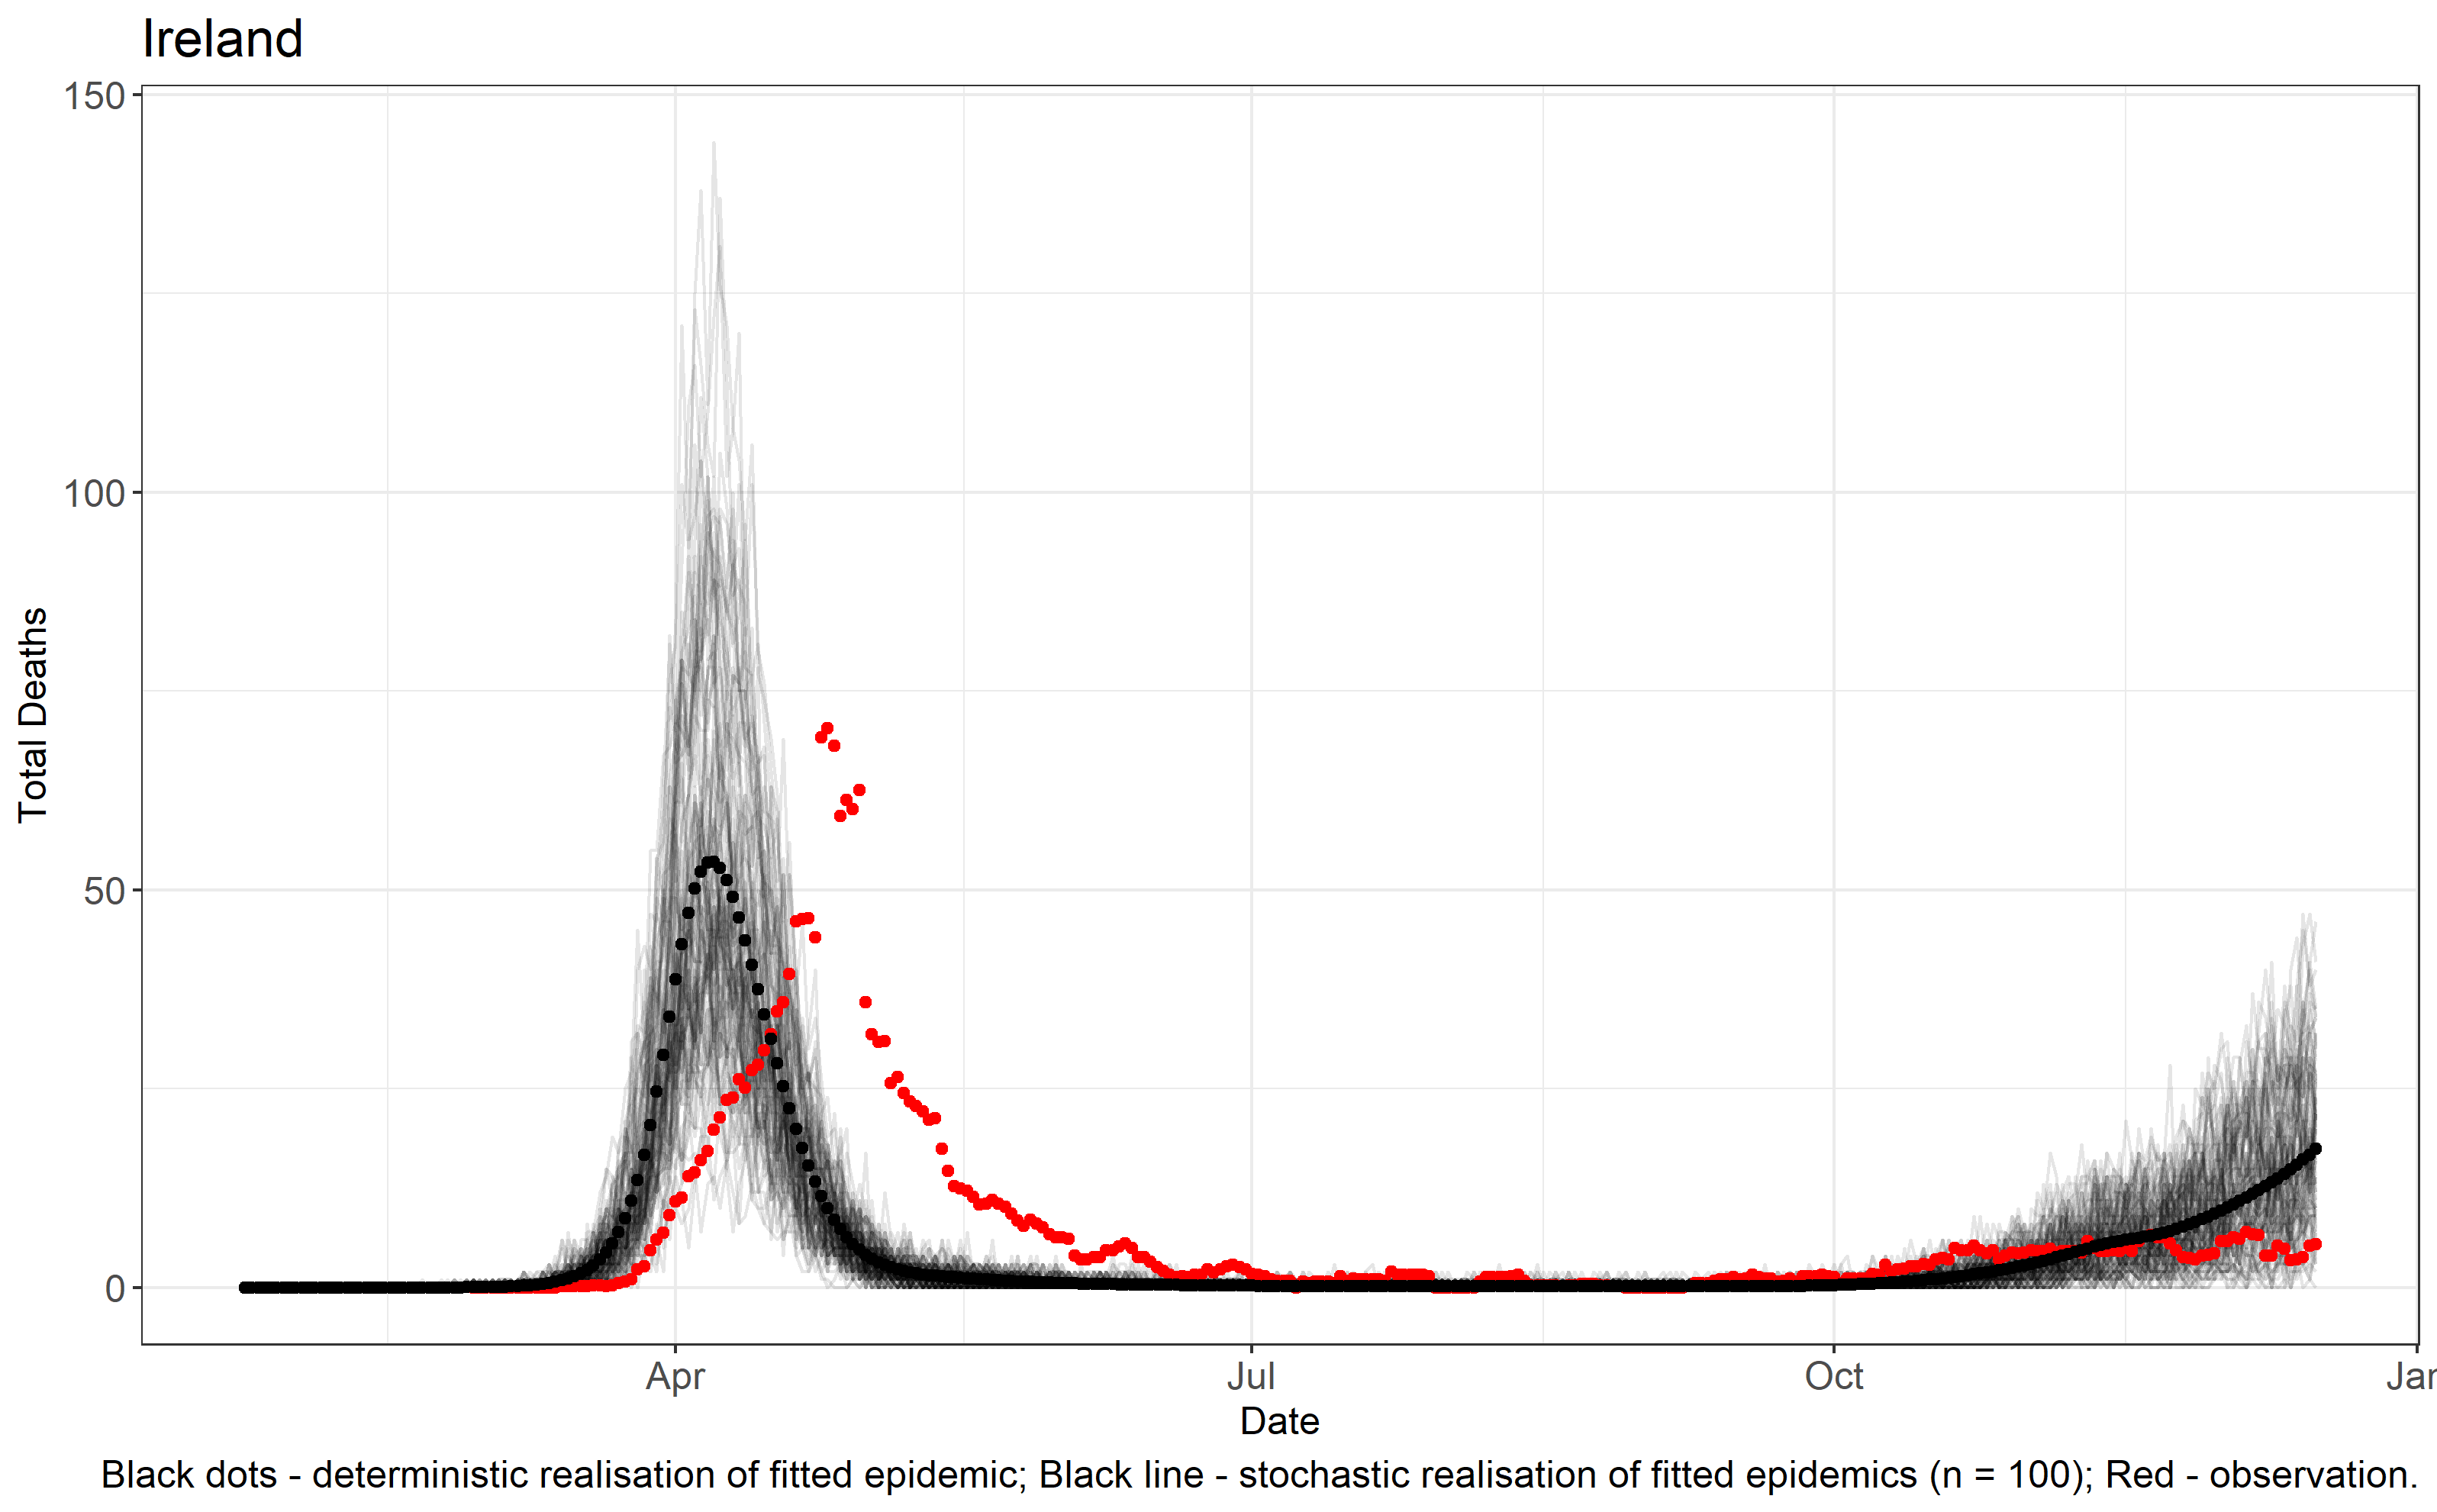 Ireland
150
100
50
0
Total Deaths
Apr
Jul
Oct
Jan
Date
Black dots - deterministic realisation of fitted epidemic; Black line - stochastic realisation of fitted epidemics (n = 100); Red - observation.